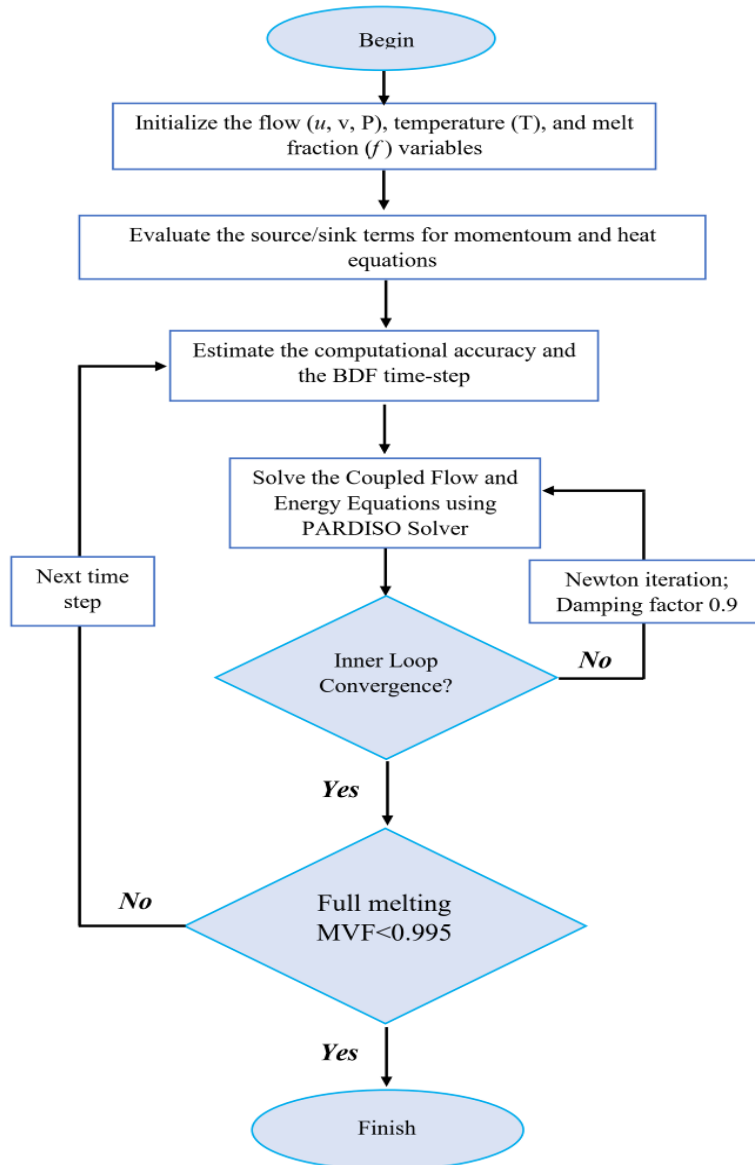 Begin
Initialize the flow (u, v, P), temperature (T), and melt
fraction (f ) variables
Evaluate the source/sink terms for momentoum and heat
equations
Estimate the computational accuracy and
the BDF time-step
Solve the Coupled Flow and
Energy Equations using
PARDISO Solver
Next time
step
Newton iteration;
Damping factor 0.9
Inner Loop
Convergence?
No
Yes
No
Full melting
MVF<0.995
Yes
Finish